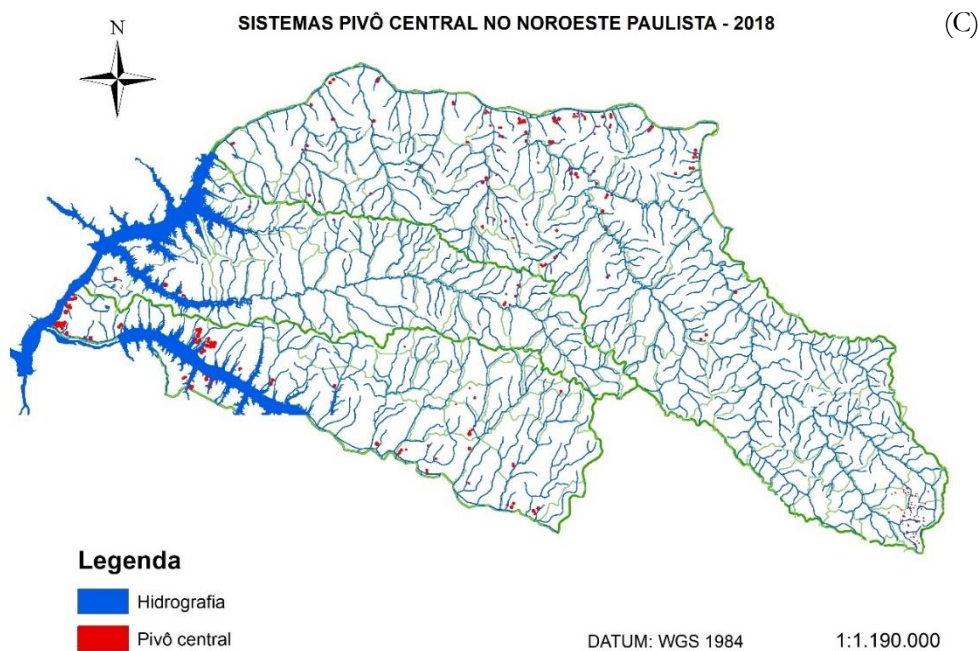 SISTEMAS PIVÔ CENTRAL NO NOROESTE PAULISTA - 2018
(C)
N
Legenda
Hidrografia
Pivô central
DATUM: WGS 1984
1:1.190.000